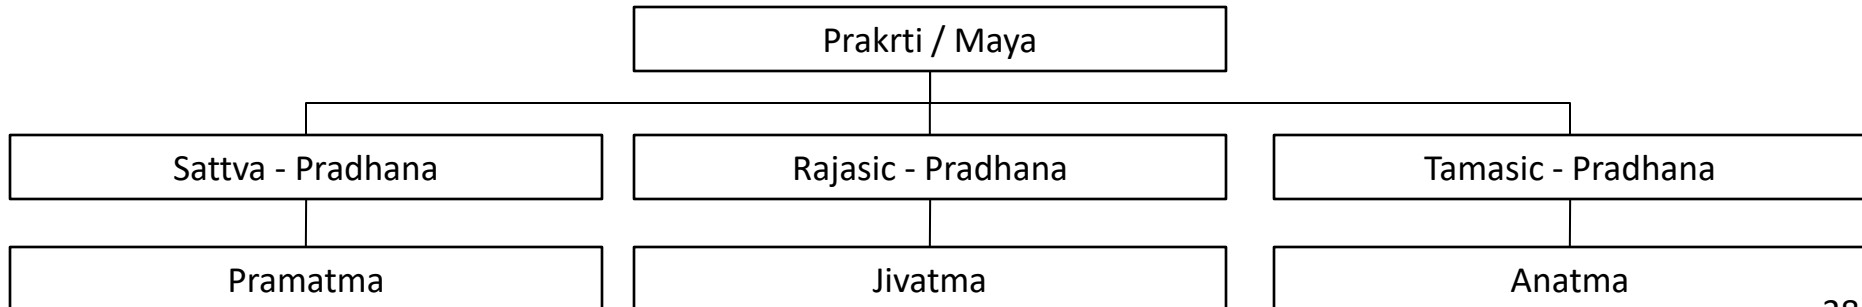 Prakrti / Maya
Sattva - Pradhana
Rajasic - Pradhana
Tamasic - Pradhana
Pramatma
Jivatma
Anatma